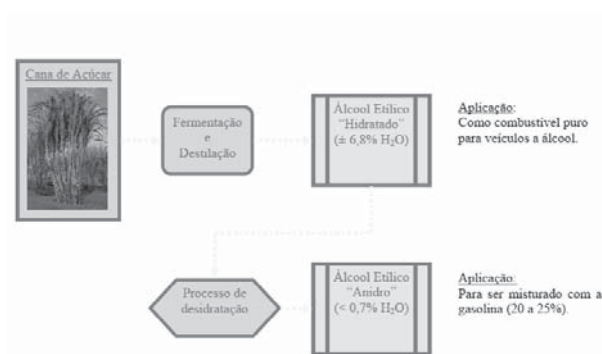 Cana de Açúcar
Fermentação
e
Destilação
Álcool Etílico
"Hidratado"
(± 6,8% H₂O)
Aplicação:
Como combustível puro
para veículos a álcool.
Processo de
desidratação
Álcool Etílico
"Anidro"
(< 0,7% H₂O)
Aplicação:
Para ser misturado com a
gasolina (20 a 25%).